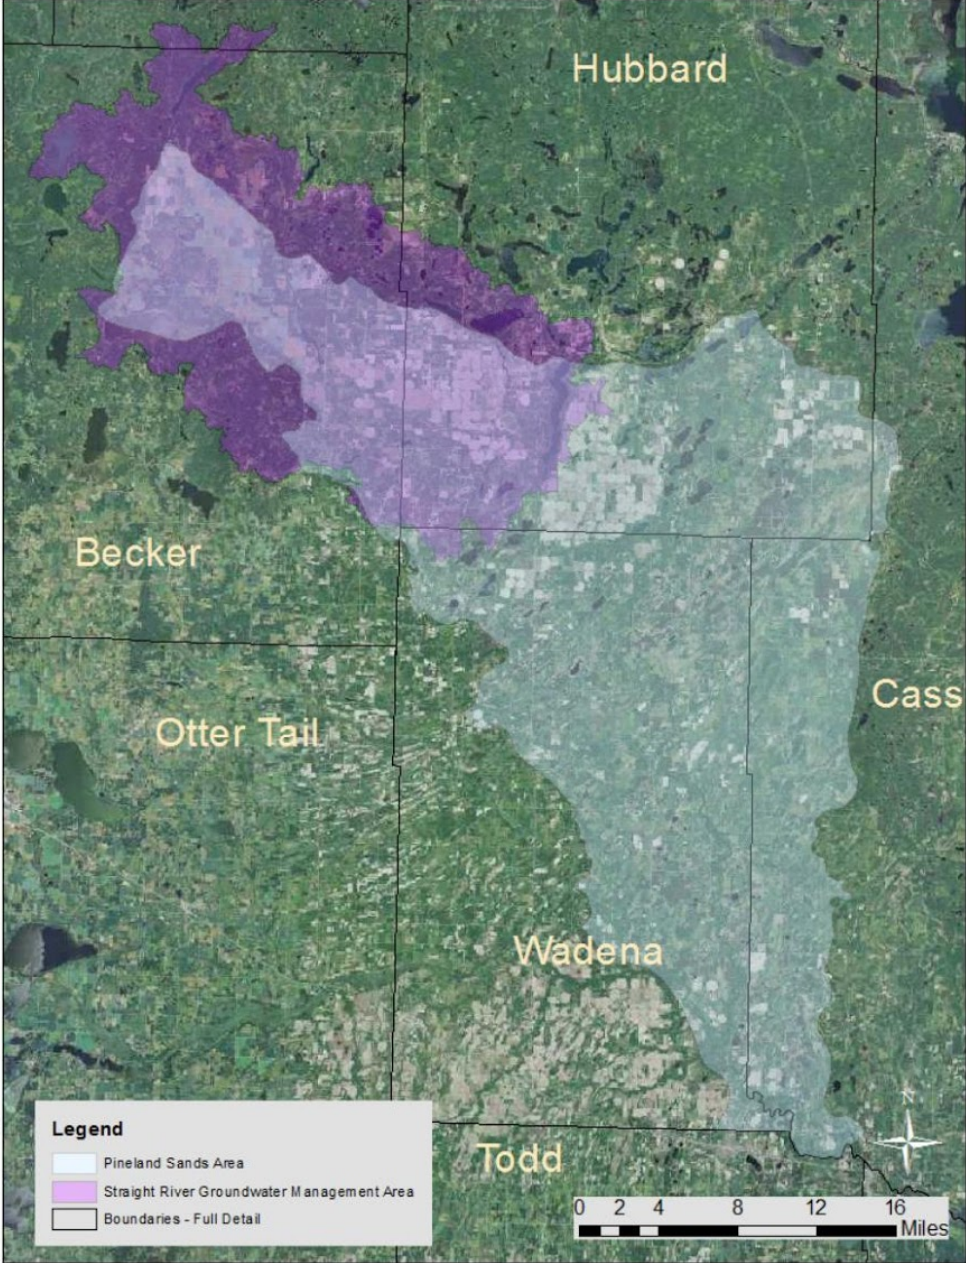 Hubbard
Becker
Cass
Otter Tail
Wadena
Todd
Legend
Pineland Sands Area
Straight River Groundwater Management Area
Boundaries - Full Detail
N
0 2 4 8 12 16
Miles